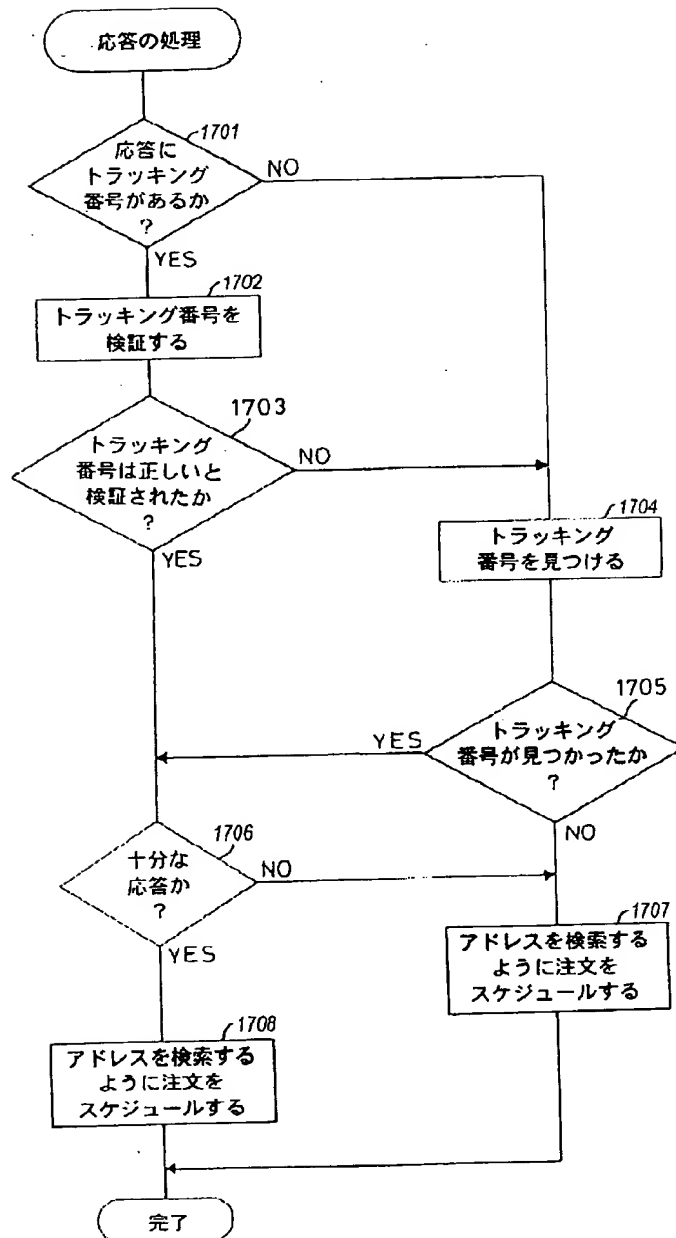 応答の処理
1701
応答に
トラッキング
番号があるか
?
NO
YES
1702
トラッキング番号を
検証する
1703
トラッキング
番号は正しいと
検証されたか
?
NO
YES
1704
トラッキング
番号を見つける
1705
トラッキング
番号が見つかったか
?
YES
NO
1706
十分な
応答か
?
NO
YES
1707
アドレスを検索する
ように注文を
スケジュールする
1708
アドレスを検索する
ように注文を
スケジュールする
完了